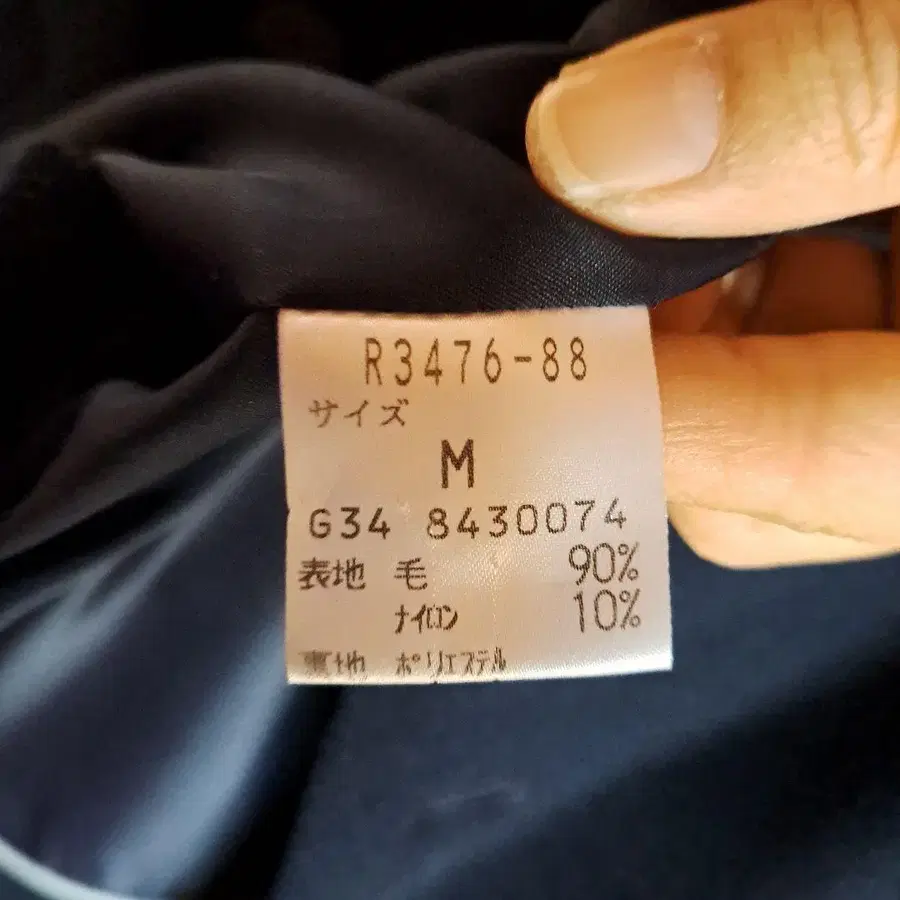 R3476-88
サイズ
M
G34 8430074
表地 毛 90%
ナイロン 10%
裏地 ポリエステル